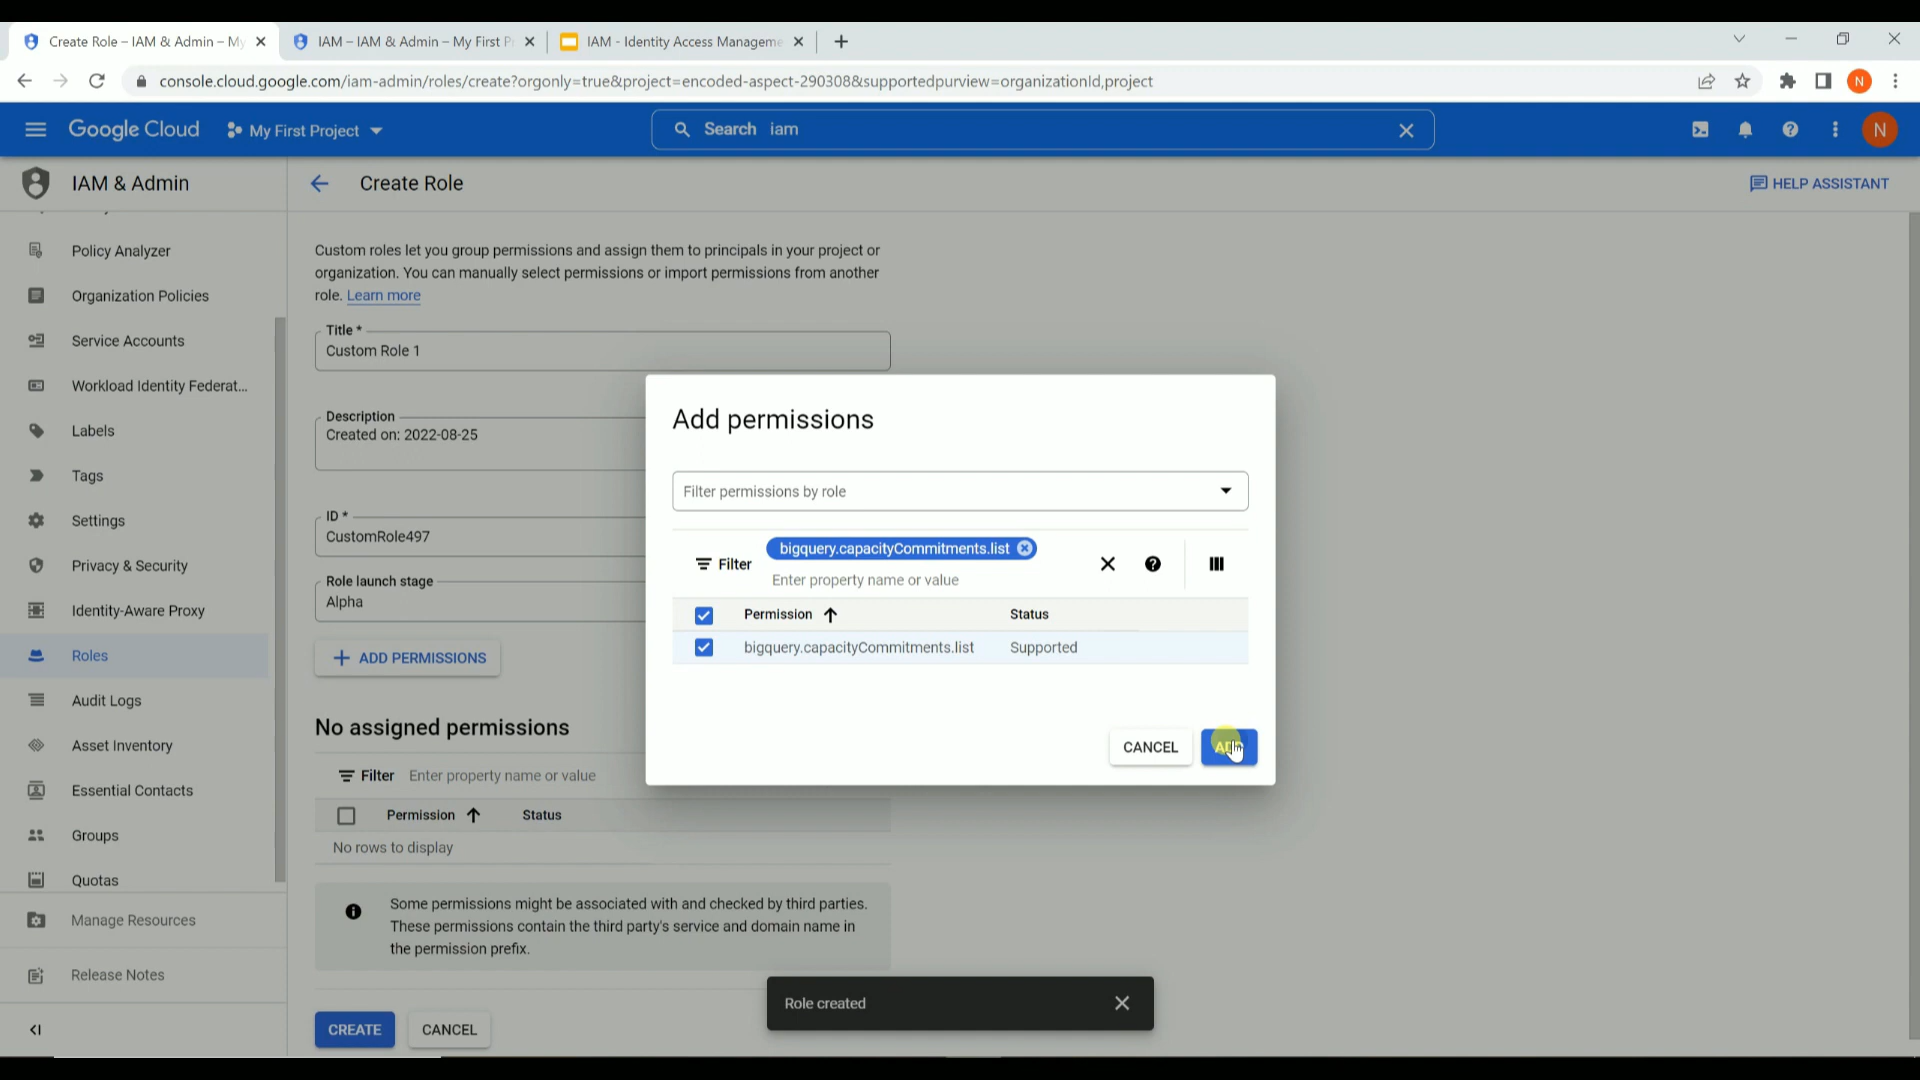 Create Role – IAM & Admin – My
IAM – IAM & Admin – My First P
IAM - Identity Access Manageme
console.cloud.google.com/iam-admin/roles/create?orgonly=true&project=encoded-aspect-290308&supportedpurview=organizationId,project
N
Google Cloud
My First Project
Search iam
N
IAM & Admin
Create Role
HELP ASSISTANT
Policy Analyzer
Organization Policies
Service Accounts
Workload Identity Federat...
Labels
Tags
Settings
Privacy & Security
Identity-Aware Proxy
Roles
Audit Logs
Asset Inventory
Essential Contacts
Groups
Quotas
Manage Resources
Release Notes
Custom roles let you group permissions and assign them to principals in your project or
organization. You can manually select permissions or import permissions from another
role. Learn more
Title *
Custom Role 1
Description
Created on: 2022-08-25
ID *
CustomRole497
Role launch stage
Alpha
ADD PERMISSIONS
No assigned permissions
Filter Enter property name or value
Permission Status
No rows to display
Some permissions might be associated with and checked by third parties.
These permissions contain the third party's service and domain name in
the permission prefix.
CREATE CANCEL
Add permissions
Filter permissions by role
Filter
bigquery.capacityCommitments.list
Enter property name or value
Permission Status
bigquery.capacityCommitments.list Supported
CANCEL
Role created